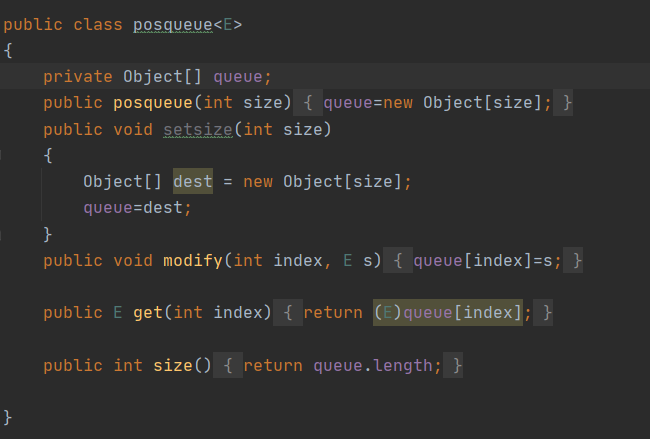 public class posqueue<E>
{
    private Object[] queue;
    public posqueue(int size) { queue=new Object[size]; }
    public void setsize(int size)
    {
        Object[] dest = new Object[size];
        queue=dest;
    }
    public void modify(int index, E s) { queue[index]=s; }
    public E get(int index) { return (E)queue[index]; }
    public int size() { return queue.length; }
}